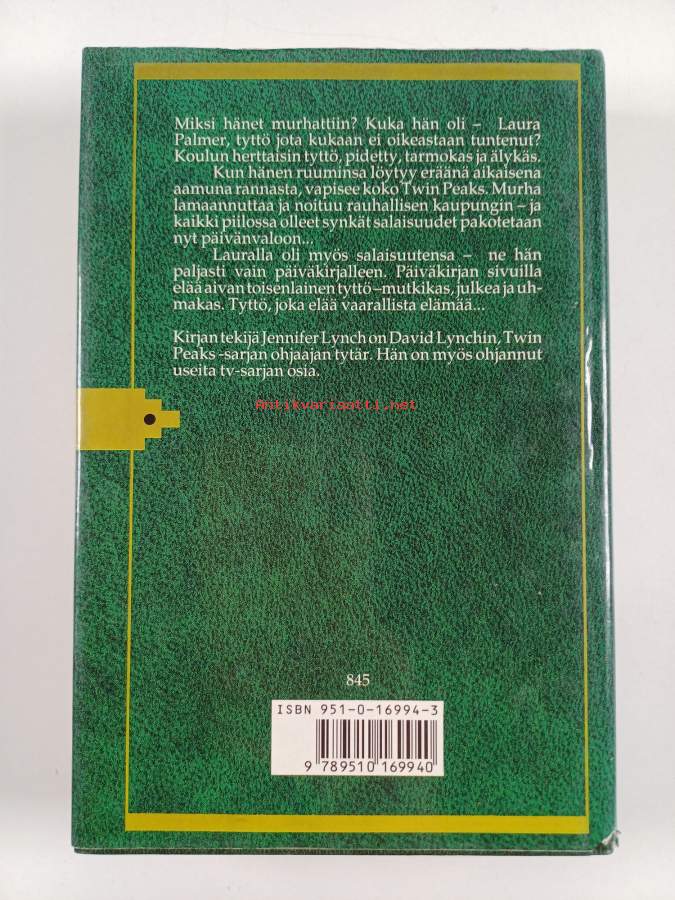 Miksi hänet murhattiin? Kuka hän oli – Laura
Palmer, tyttö jota kukaan ei oikeastaan tuntenut?
Koulun herttaisin tyttö, pidetty, tarmokas ja älykäs.
Kun hänen ruuminsa löytyy eräänä aikaisena
aamuna rannasta, vapisee koko Twin Peaks. Murha
lamaannuttaa ja noituu rauhallisen kaupungin – ja
kaikki piilossa olleet synkät salaisuudet pakotetaan
nyt päivänvaloon...
Lauralla oli myös salaisuutensa – ne hän
paljasti vain päiväkirjalleen. Päiväkirjan sivuilla
elää aivan toisenlainen tyttö – mutkikas, julkea ja uh-
makas. Tyttö, joka elää vaarallista elämää...
Kirjan tekijä Jennifer Lynch on David Lynchin, Twin
Peaks -sarjan ohjaajan tytär. Hän on myös ohjannut
useita tv-sarjan osia.
Antikvariaatti.net
845
ISBN 951-0-16994-3
9 789510 169940